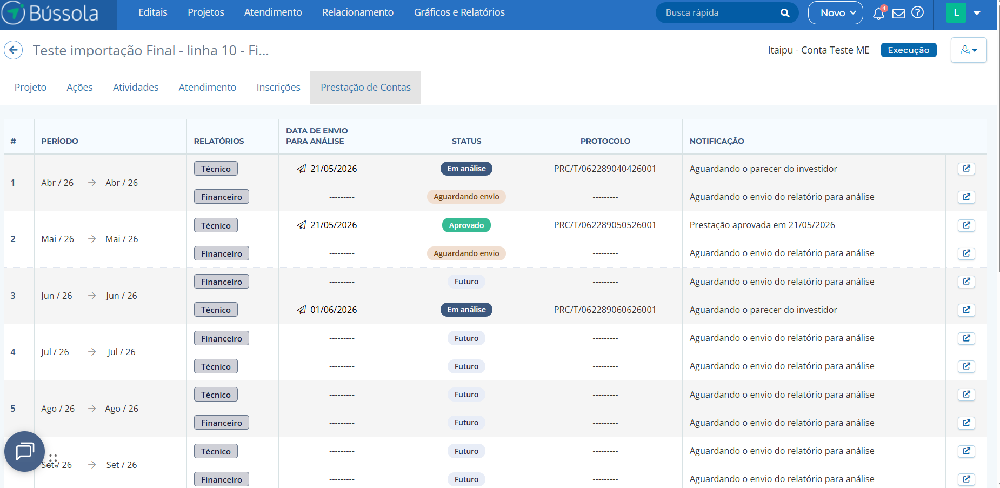 Bússola
Editais
Projetos
Atendimento
Relacionamento
Gráficos e Relatórios
Busca rápida
Novo
4
L
Teste importação Final - linha 10 - Fi...
Itaipu - Conta Teste ME
Execução
Projeto
Ações
Atividades
Atendimento
Inscrições
Prestação de Contas
#
PERÍODO
RELATÓRIOS
DATA DE ENVIO
PARA ANÁLISE
STATUS
PROTOCOLO
NOTIFICAÇÃO
1
Abr / 26
Abr / 26
Técnico
21/05/2026
Em análise
PRC/T/062289040426001
Aguardando o parecer do investidor
Financeiro
---------
Aguardando envio
---------
Aguardando o envio do relatório para análise
2
Mai / 26
Mai / 26
Técnico
21/05/2026
Aprovado
PRC/T/062289050526001
Prestação aprovada em 21/05/2026
Financeiro
---------
Aguardando envio
---------
Aguardando o envio do relatório para análise
3
Jun / 26
Jun / 26
Financeiro
---------
Futuro
---------
Aguardando o envio do relatório para análise
Técnico
01/06/2026
Em análise
PRC/T/062289060626001
Aguardando o parecer do investidor
4
Jul / 26
Jul / 26
Financeiro
---------
Futuro
---------
Aguardando o envio do relatório para análise
Técnico
---------
Futuro
---------
Aguardando o envio do relatório para análise
5
Ago / 26
Ago / 26
Técnico
---------
Futuro
---------
Aguardando o envio do relatório para análise
Financeiro
---------
Futuro
---------
Aguardando o envio do relatório para análise
Set / 26
Set / 26
Técnico
---------
Futuro
---------
Aguardando o envio do relatório para análise
Financeiro
---------
Futuro
---------
Aguardando o envio do relatório para análise